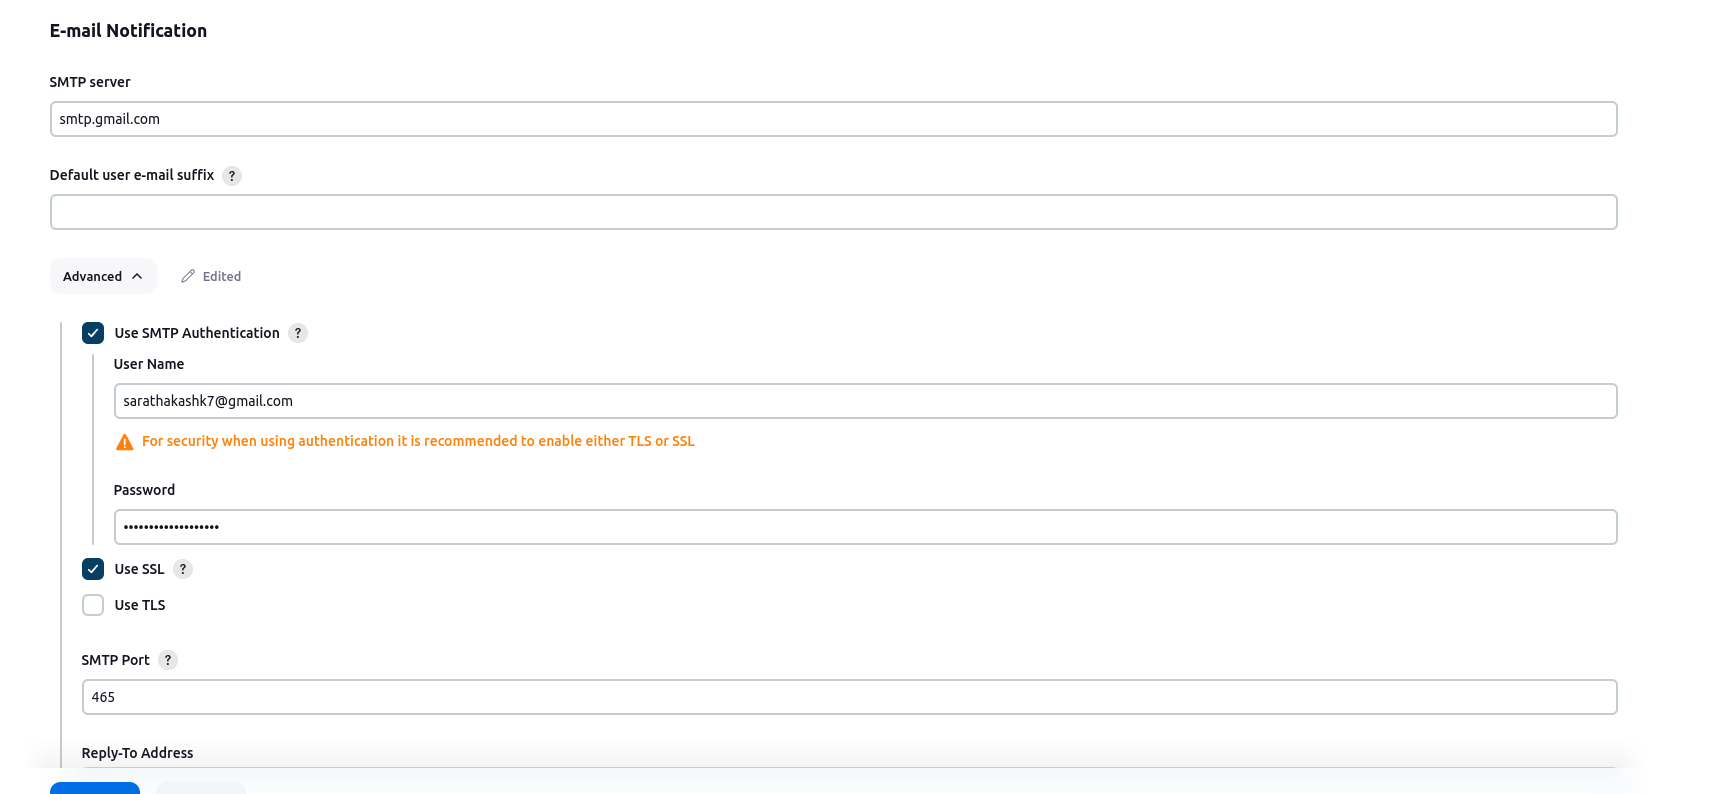 E-mail Notification
SMTP server
smtp.gmail.com
Default user e-mail suffix ?
Advanced Edited
Use SMTP Authentication ?
User Name
sarathakashk7@gmail.com
For security when using authentication it is recommended to enable either TLS or SSL
Password
•••••••••••••••••••
Use SSL ?
Use TLS
SMTP Port ?
465
Reply-To Address